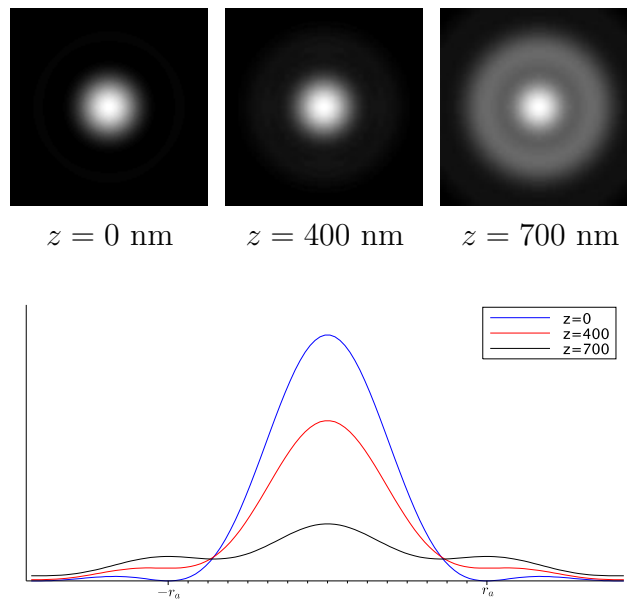 z = 0 nm z = 400 nm z = 700 nm
z=0
z=400
z=700
−r_a r_a